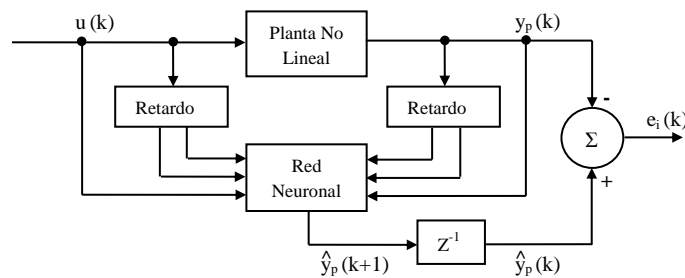 u (k)
Planta No
Lineal
y_p (k)
Retardo
Retardo
-
e_i (k)
Σ
Red
Neuronal
+
ŷ_p (k+1)
Z^-1
ŷ_p (k)